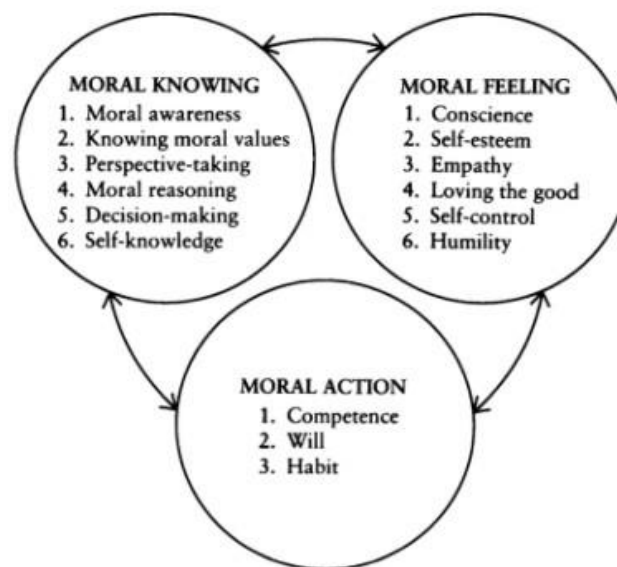 MORAL KNOWING
1. Moral awareness
2. Knowing moral values
3. Perspective-taking
4. Moral reasoning
5. Decision-making
6. Self-knowledge
MORAL FEELING
1. Conscience
2. Self-esteem
3. Empathy
4. Loving the good
5. Self-control
6. Humility
MORAL ACTION
1. Competence
2. Will
3. Habit